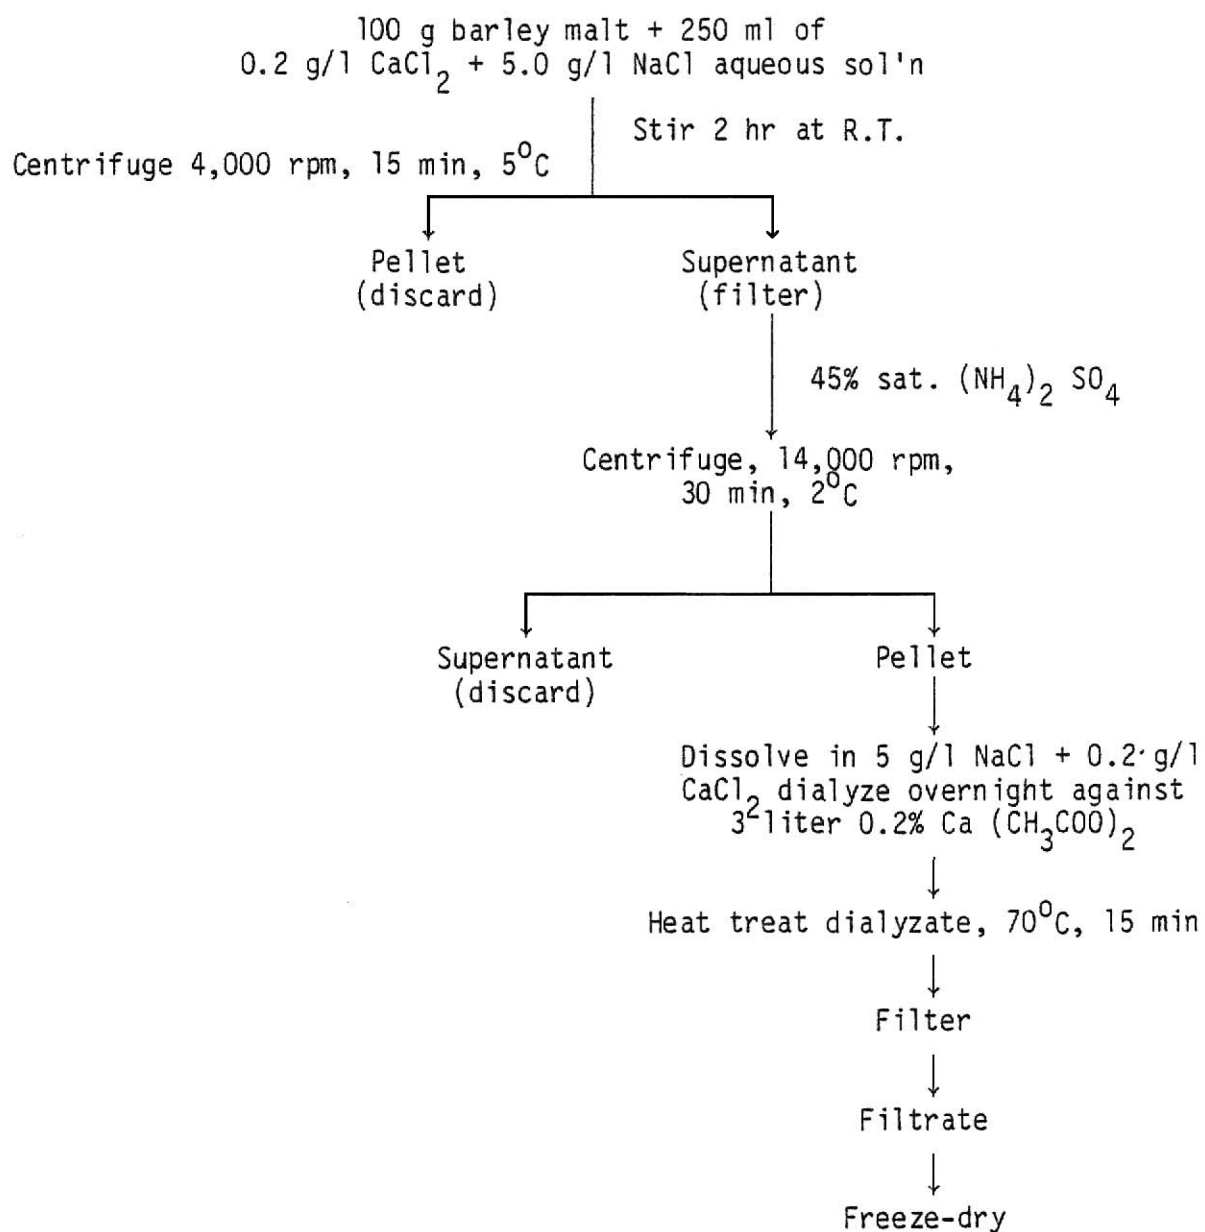 100 g barley malt + 250 ml of
0.2 g/l CaCl₂ + 5.0 g/l NaCl aqueous sol'n
Stir 2 hr at R.T.
Centrifuge 4,000 rpm, 15 min, 5⁰C
Pellet
(discard)
Supernatant
(filter)
45% sat. (NH₄)₂ SO₄
Centrifuge, 14,000 rpm,
30 min, 2⁰C
Supernatant
(discard)
Pellet
Dissolve in 5 g/l NaCl + 0.2 g/l
CaCl₂ dialyze overnight against
3 liter 0.2% Ca (CH₃COO)₂
Heat treat dialyzate, 70⁰C, 15 min
Filter
Filtrate
Freeze-dry